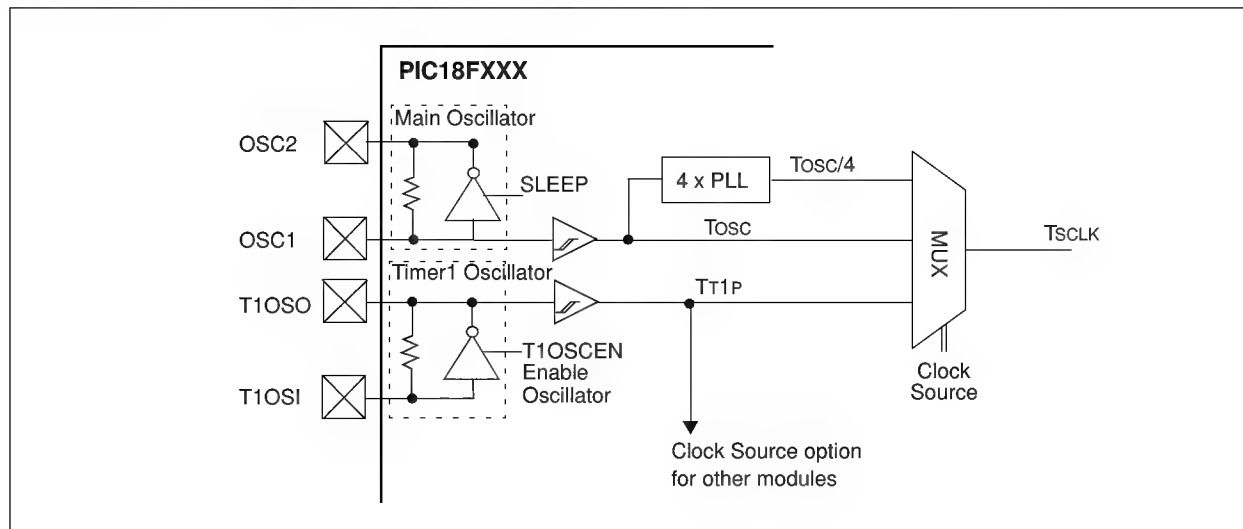 PIC18FXXX
Main Oscillator
OSC2
SLEEP
4 x PLL
TOSC/4
OSC1
TOSC
MUX
TSCLK
Timer1 Oscillator
T1OSO
TT1P
T1OSCEN
Enable
Oscillator
T1OSI
Clock
Source
Clock Source option
for other modules